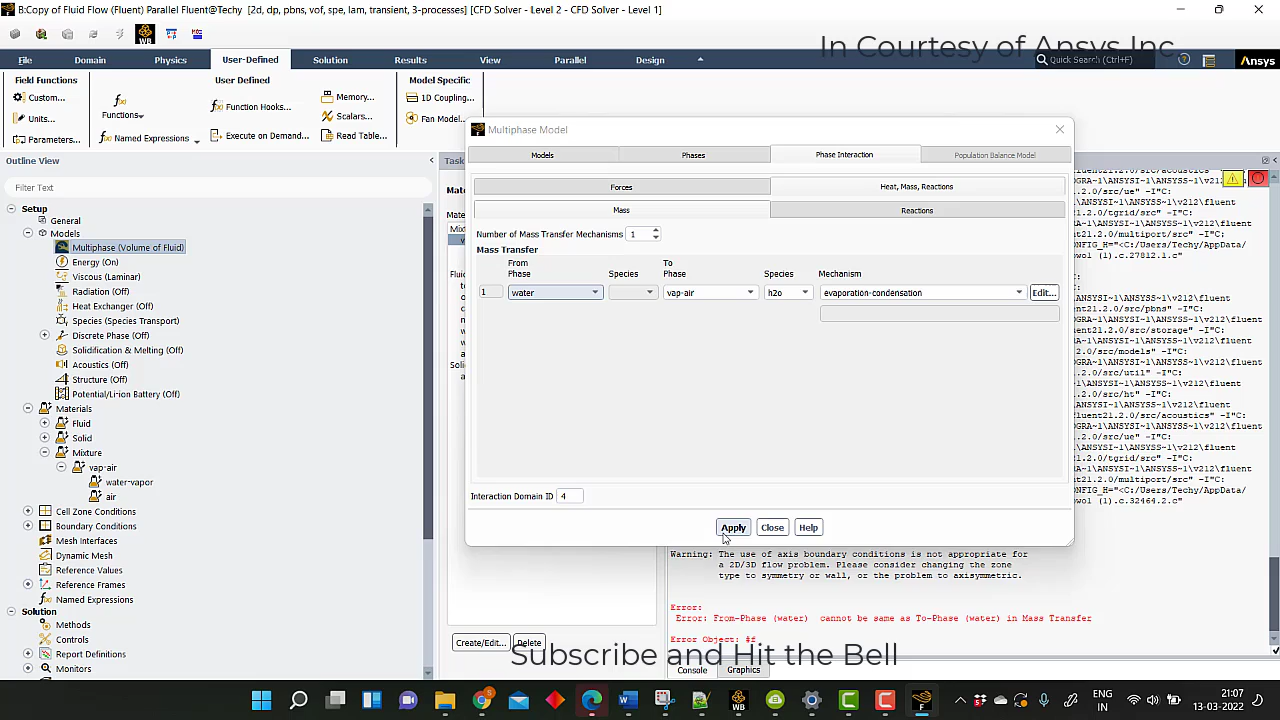 B:Copy of Fluid Flow (Fluent) Parallel Fluent@Techy [2d, dp, pbns, vof, spe, lam, transient, 3-processes] [CFD Solver - Level 2 - CFD Solver - Level 1]
In Courtesy of Ansys Inc
File Domain Physics User-Defined Solution Results View Parallel Design
Quick Search (Ctrl+F)
Ansys
Field Functions
User Defined
Model Specific
Custom...
Units...
Parameters...
Functions
Named Expressions
Function Hooks...
Execute on Demand...
Memory...
Scalars...
Read Table...
1D Coupling...
Fan Model...
Outline View
Filter Text
Setup
General
Models
Multiphase (Volume of Fluid)
Energy (On)
Viscous (Laminar)
Radiation (Off)
Heat Exchanger (Off)
Species (Species Transport)
Discrete Phase (Off)
Solidification & Melting (Off)
Acoustics (Off)
Structure (Off)
Potential/Li-ion Battery (Off)
Materials
Fluid
Solid
Mixture
vap-air
water-vapor
air
Cell Zone Conditions
Boundary Conditions
Mesh Interfaces
Dynamic Mesh
Reference Values
Reference Frames
Named Expressions
Solution
Methods
Controls
Report Definitions
Monitors
Create/Edit... Delete
Multiphase Model
Models Phases Phase Interaction Population Balance Model
Forces Heat, Mass, Reactions
Mass Reactions
Number of Mass Transfer Mechanisms 1
Mass Transfer
From
Phase Species
To
Phase Species Mechanism
1 water vap-air h2o evaporation-condensation Edit...
Interaction Domain ID 4
Apply Close Help
Warning: The use of axis boundary conditions is not appropriate for
a 2D/3D flow problem. Please consider changing the zone
type to symmetry or wall, or the problem to axisymmetric.
Error:
Error: From-Phase (water) cannot be same as To-Phase (water) in Mass Transfer
Error Object: #f
Console Graphics
Subscribe and Hit the Bell
ENG
IN
21:07
13-03-2022